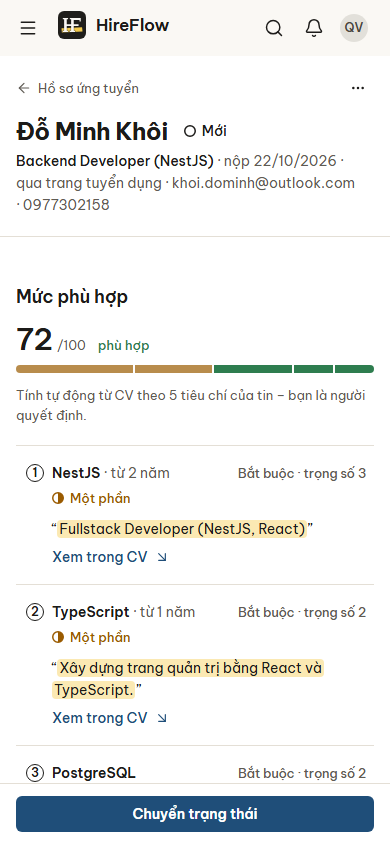 HF HireFlow QV
Hồ sơ ứng tuyển
Đỗ Minh Khôi Mới
Backend Developer (NestJS) · nộp 22/10/2026 ·
qua trang tuyển dụng · khoi.dominh@outlook.com
· 0977302158
Mức phù hợp
72 /100 phù hợp
Tính tự động từ CV theo 5 tiêu chí của tin – bạn là người
quyết định.
1 NestJS · từ 2 năm Bắt buộc · trọng số 3
Một phần
“Fullstack Developer (NestJS, React)”
Xem trong CV
2 TypeScript · từ 1 năm Bắt buộc · trọng số 2
Một phần
“Xây dựng trang quản trị bằng React và
TypeScript.”
Xem trong CV
3 PostgreSQL Bắt buộc · trọng số 2
Chuyển trạng thái